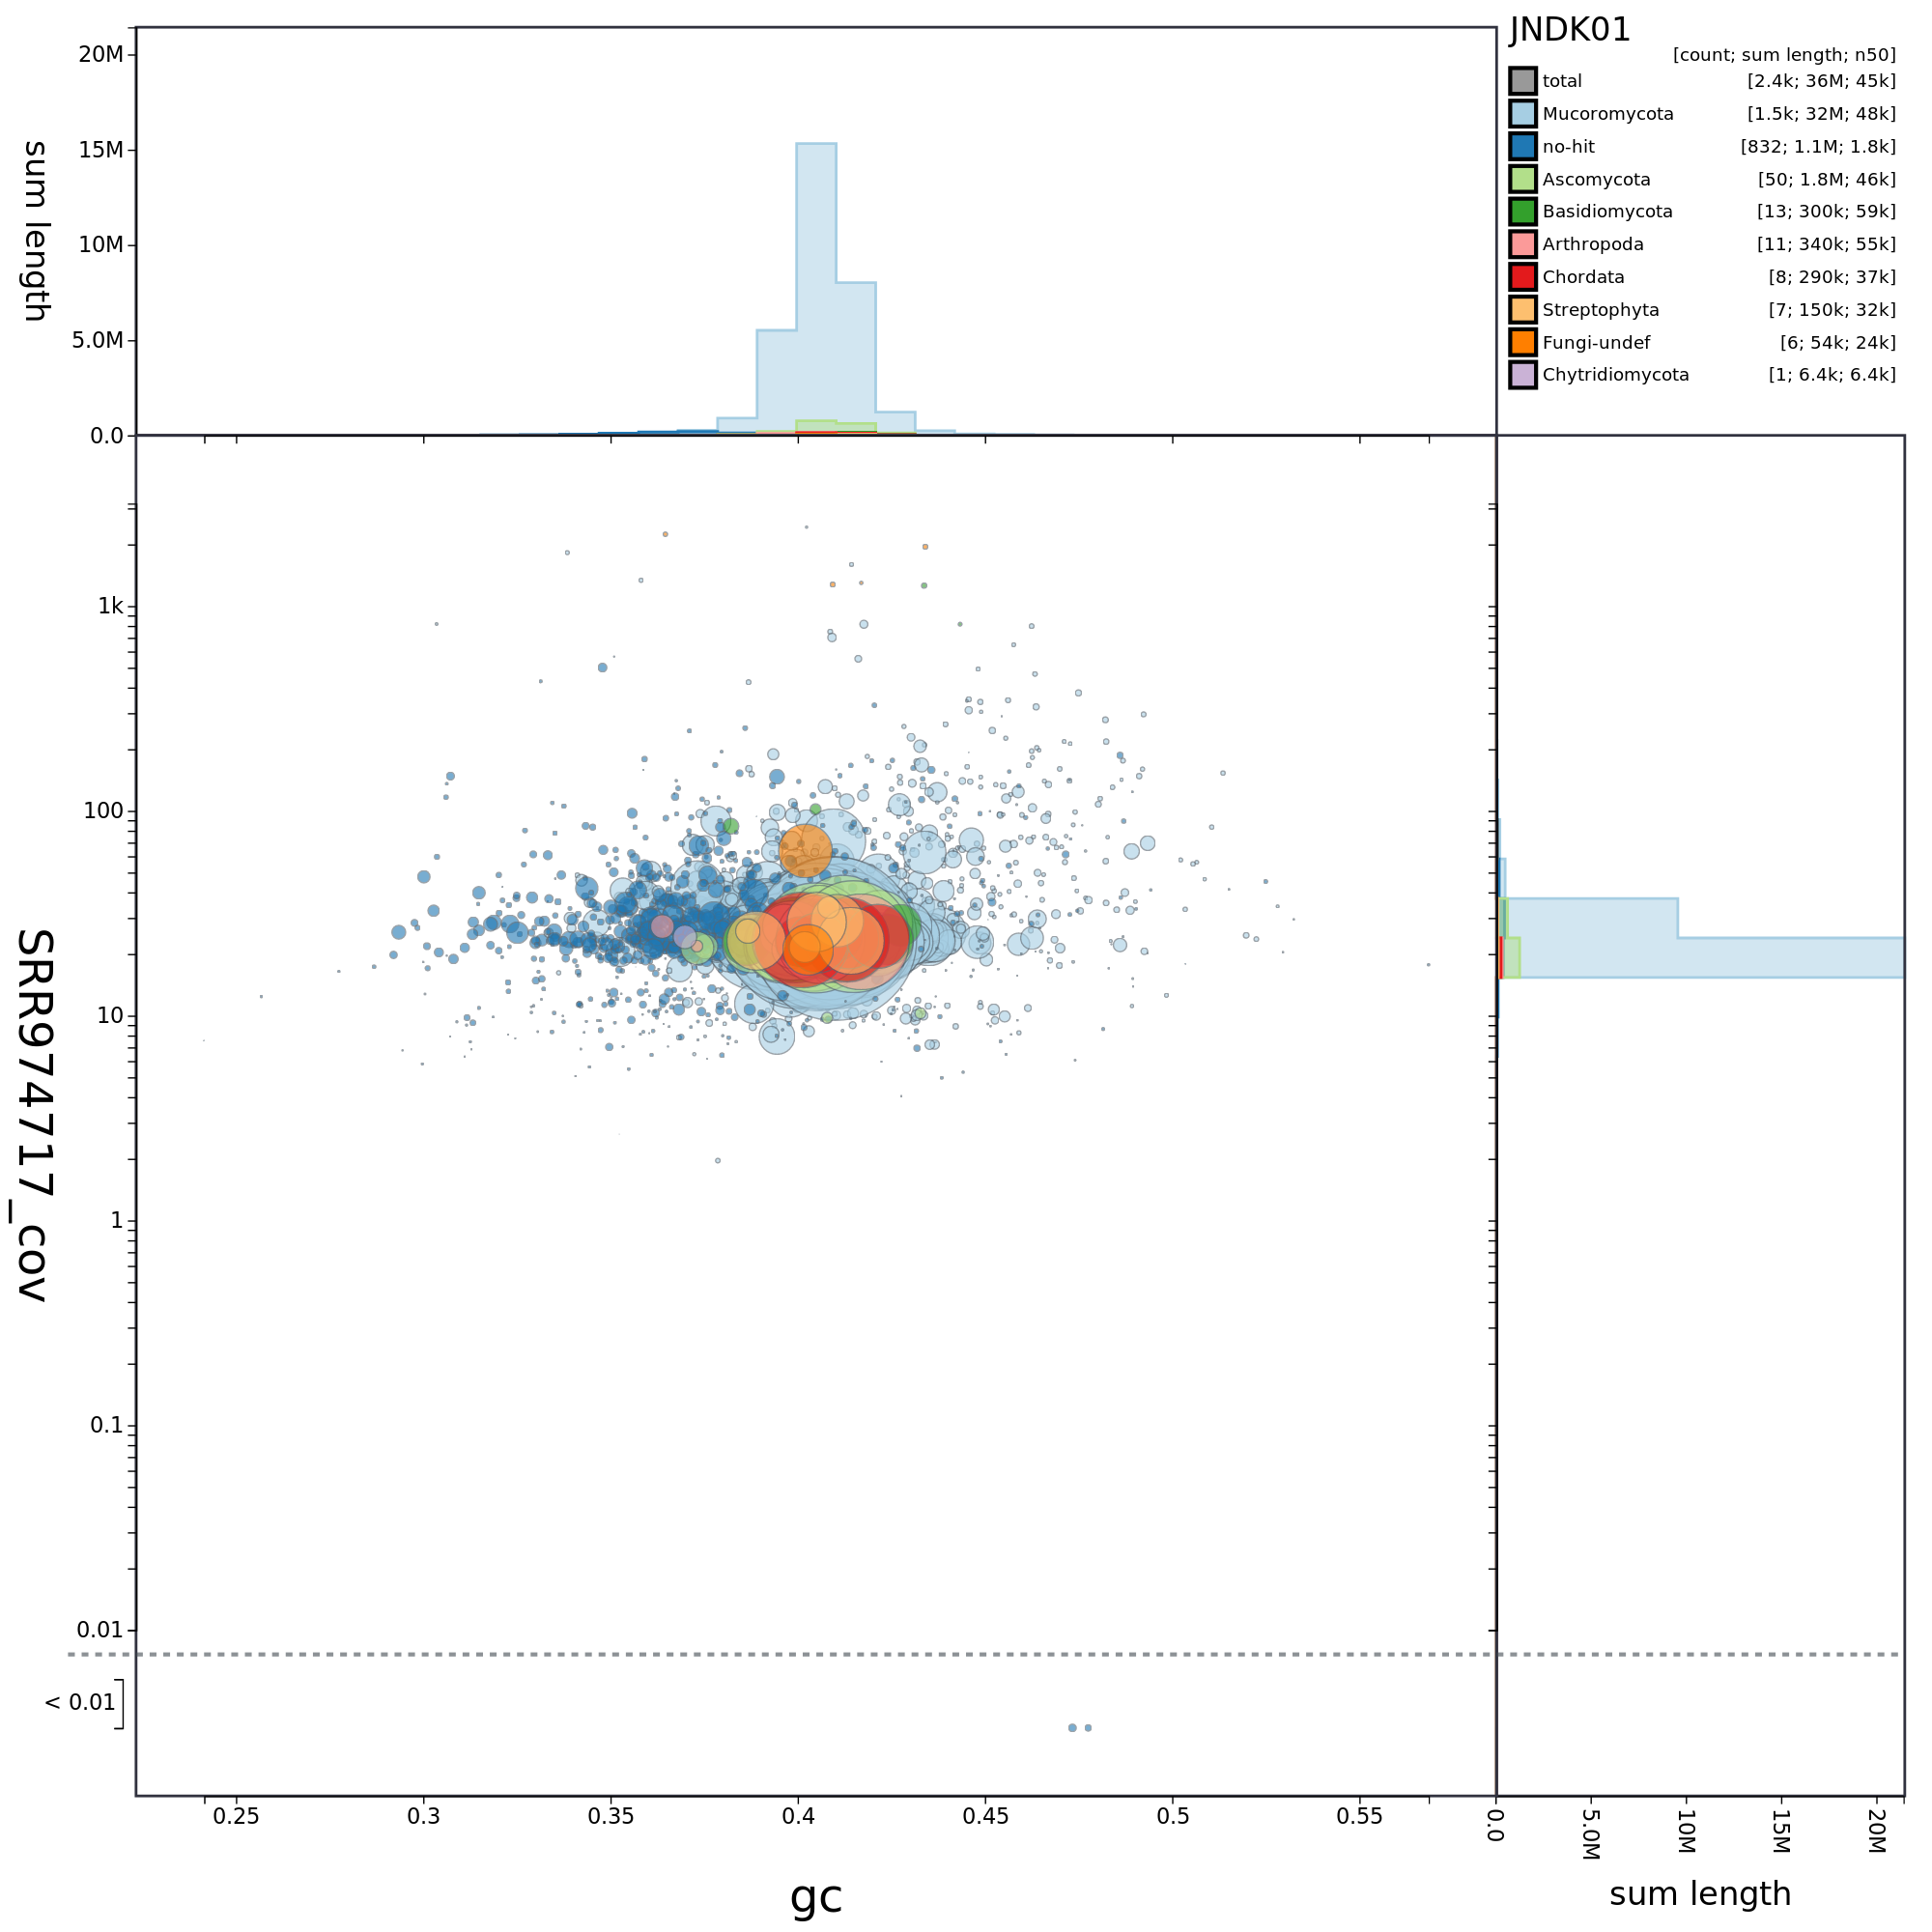 JNDK01
[count; sum length; n50]
total [2.4k; 36M; 45k]
Mucoromycota [1.5k; 32M; 48k]
no-hit [832; 1.1M; 1.8k]
Ascomycota [50; 1.8M; 46k]
Basidiomycota [13; 300k; 59k]
Arthropoda [11; 340k; 55k]
Chordata [8; 290k; 37k]
Streptophyta [7; 150k; 32k]
Fungi-undef [6; 54k; 24k]
Chytridiomycota [1; 6.4k; 6.4k]
sum length
20M
15M
10M
5.0M
0.0
SRR974717_cov
1k
100
10
1
0.1
0.01
< 0.01
0.25 0.3 0.35 0.4 0.45 0.5 0.55
gc
0.0 5.0M 10M 15M 20M
sum length